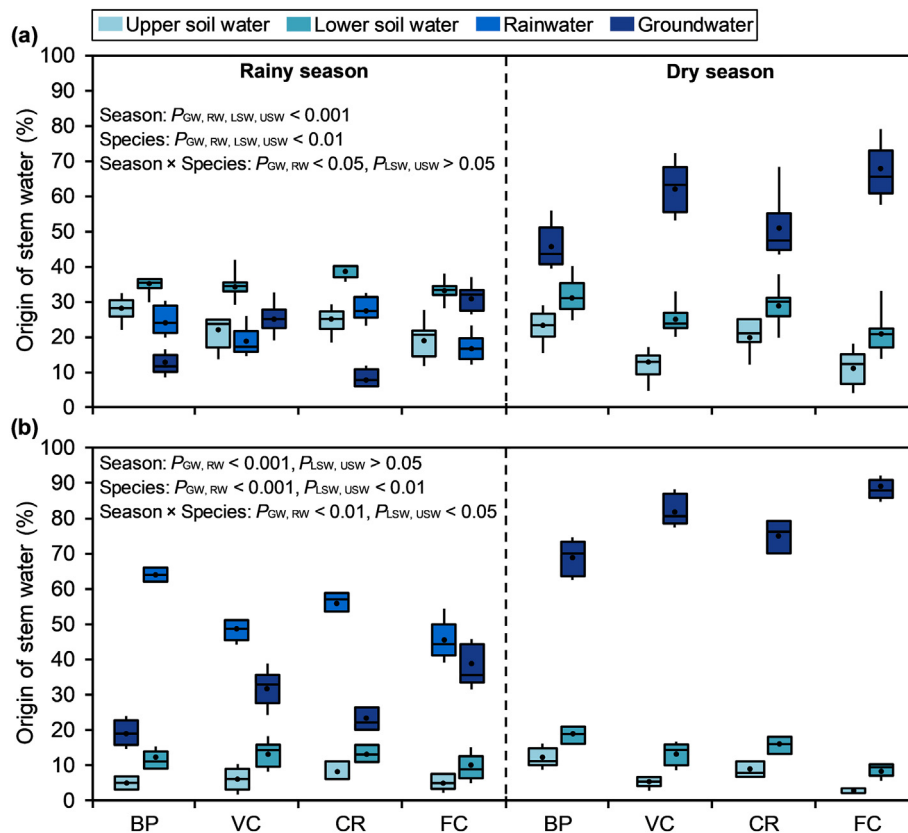 Upper soil water Lower soil water Rainwater Groundwater
(a)
Rainy season Dry season
Season: PGW, RW, LSW, USW < 0.001
Species: PGW, RW, LSW, USW < 0.01
Season × Species: PGW, RW < 0.05, PLSW, USW > 0.05
Origin of stem water (%)
100
90
80
70
60
50
40
30
20
10
0
(b)
Season: PGW, RW < 0.001, PLSW, USW > 0.05
Species: PGW, RW < 0.001, PLSW, USW < 0.01
Season × Species: PGW, RW < 0.01, PLSW, USW < 0.05
Origin of stem water (%)
100
90
80
70
60
50
40
30
20
10
0
BP VC CR FC BP VC CR FC